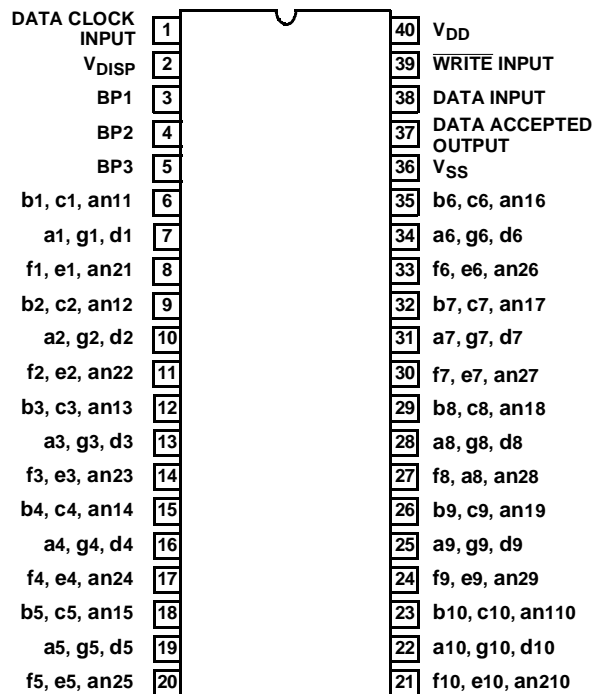 DATA CLOCK
INPUT 1
VDISP 2
BP1 3
BP2 4
BP3 5
b1, c1, an11 6
a1, g1, d1 7
f1, e1, an21 8
b2, c2, an12 9
a2, g2, d2 10
f2, e2, an22 11
b3, c3, an13 12
a3, g3, d3 13
f3, e3, an23 14
b4, c4, an14 15
a4, g4, d4 16
f4, e4, an24 17
b5, c5, an15 18
a5, g5, d5 19
f5, e5, an25 20
40 VDD
39 WRITE INPUT
38 DATA INPUT
37 DATA ACCEPTED
OUTPUT
36 VSS
35 b6, c6, an16
34 a6, g6, d6
33 f6, e6, an26
32 b7, c7, an17
31 a7, g7, d7
30 f7, e7, an27
29 b8, c8, an18
28 a8, g8, d8
27 f8, a8, an28
26 b9, c9, an19
25 a9, g9, d9
24 f9, e9, an29
23 b10, c10, an110
22 a10, g10, d10
21 f10, e10, an210